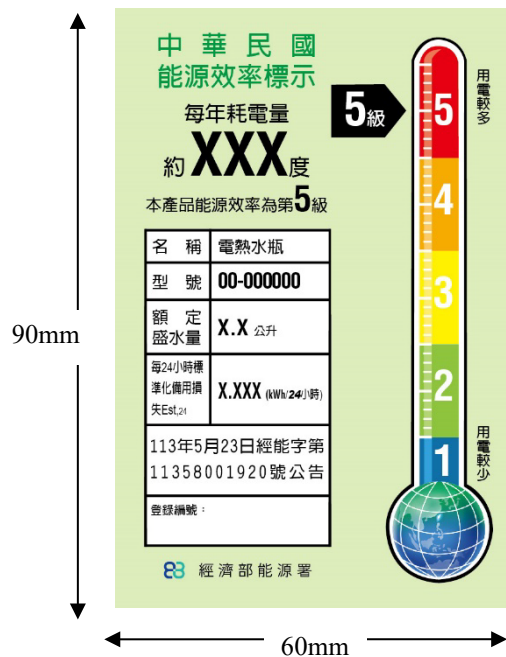 中華民國
能源效率標示
每年耗電量
約XXX度
本產品能源效率為第5級
名稱 電熱水瓶
型號 00-000000
額定盛水量 X.X 公升
每24小時標
準化備用損
失Est,24 X.XXX (kWh/24小時)
113年5月23日經能字第
11358001920號公告
登錄編號：
經濟部能源署
5級
用電較多
5
4
3
2
1
用電較少
90mm
60mm